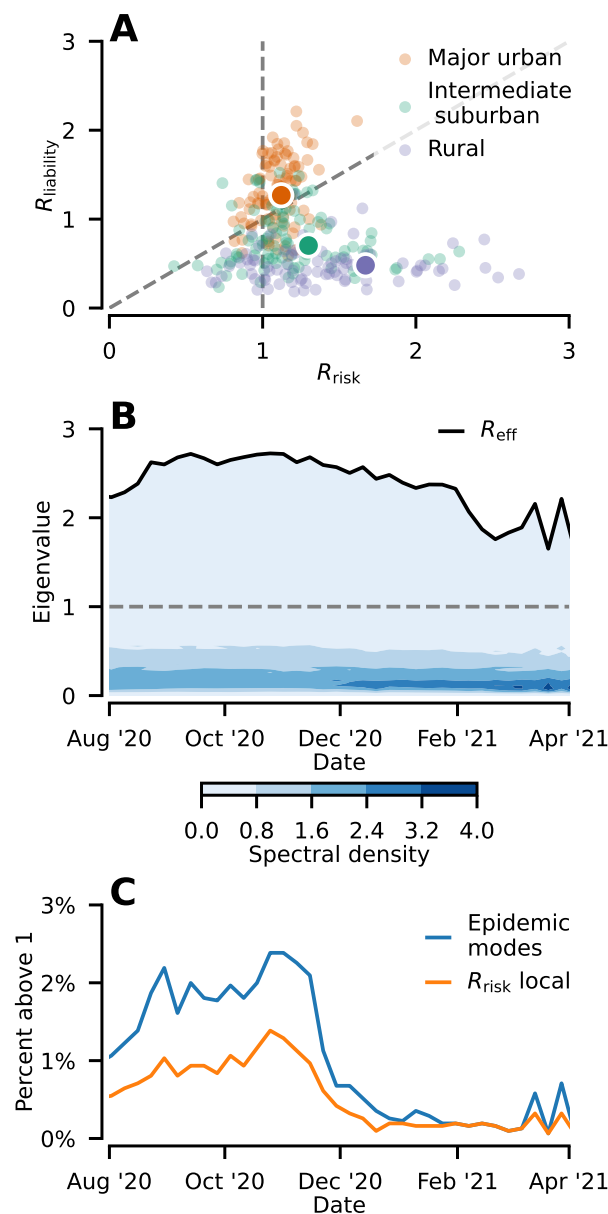 A
3
2
1
0
R_liability
Major urban
Intermediate
suburban
Rural
0
1
2
3
R_risk
B
3
2
1
0
Eigenvalue
R_eff
Aug '20
Oct '20
Dec '20
Feb '21
Apr '21
Date
0.0
0.8
1.6
2.4
3.2
4.0
Spectral density
C
3%
2%
1%
0%
Percent above 1
Epidemic
modes
R_risk local
Aug '20
Oct '20
Dec '20
Feb '21
Apr '21
Date